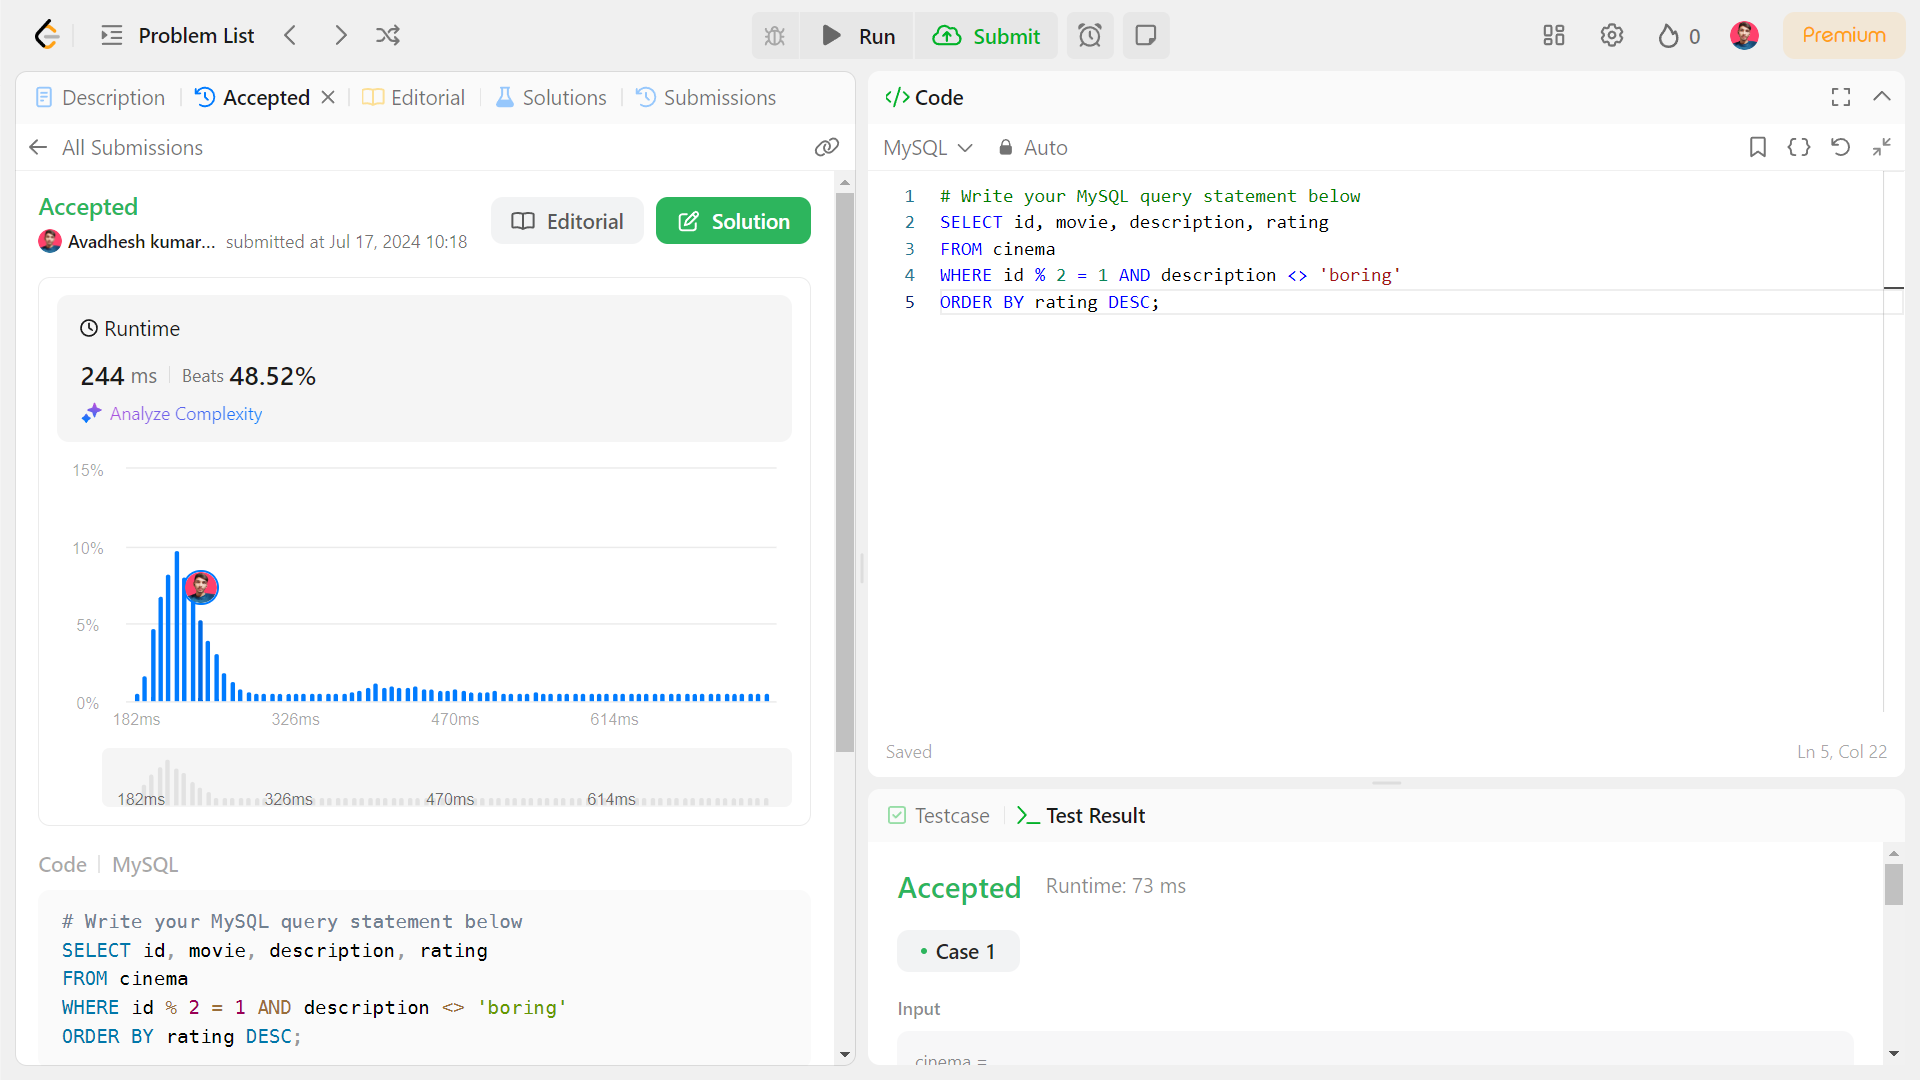 Problem List
Run
Submit
0
Premium
Description
Accepted
Editorial
Solutions
Submissions
All Submissions
Accepted
Avadhesh kumar...
submitted at Jul 17, 2024 10:18
Editorial
Solution
Runtime
244 ms
Beats 48.52%
Analyze Complexity
15%
10%
5%
0%
182ms
326ms
470ms
614ms
182ms
326ms
470ms
614ms
Code
MySQL
# Write your MySQL query statement below
SELECT id, movie, description, rating
FROM cinema
WHERE id % 2 = 1 AND description <> 'boring'
ORDER BY rating DESC;
</> Code
MySQL
Auto
1 # Write your MySQL query statement below
2 SELECT id, movie, description, rating
3 FROM cinema
4 WHERE id % 2 = 1 AND description <> 'boring'
5 ORDER BY rating DESC;
Saved
Ln 5, Col 22
Testcase
Test Result
Accepted
Runtime: 73 ms
Case 1
Input
cinema =